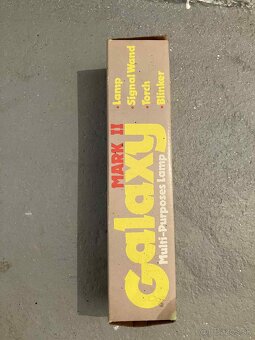 MARK II
Galaxy
Multi-Purposes Lamp
· Lamp
· Signal Wand
· Torch
· Blinker